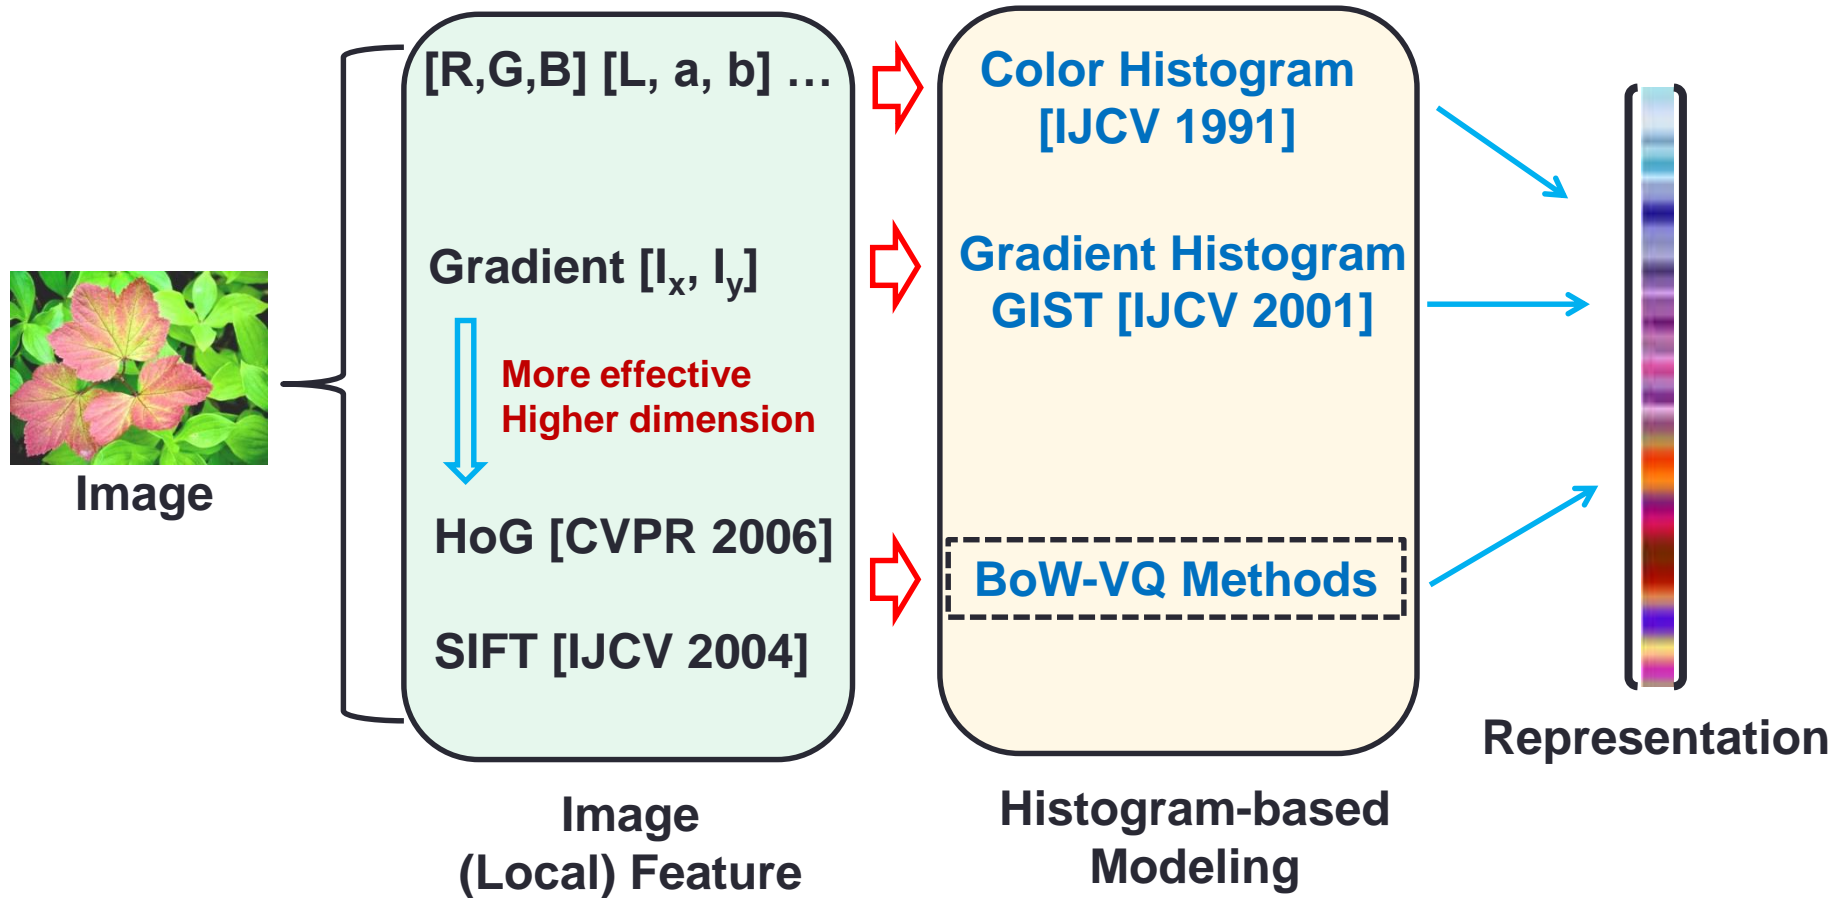 [R,G,B] [L, a, b] …
Color Histogram
[IJCV 1991]
Gradient [Ix, Iy]
Gradient Histogram
GIST [IJCV 2001]
More effective
Higher dimension
Image
HoG [CVPR 2006]
BoW-VQ Methods
SIFT [IJCV 2004]
Representation
Image
(Local) Feature
Histogram-based
Modeling